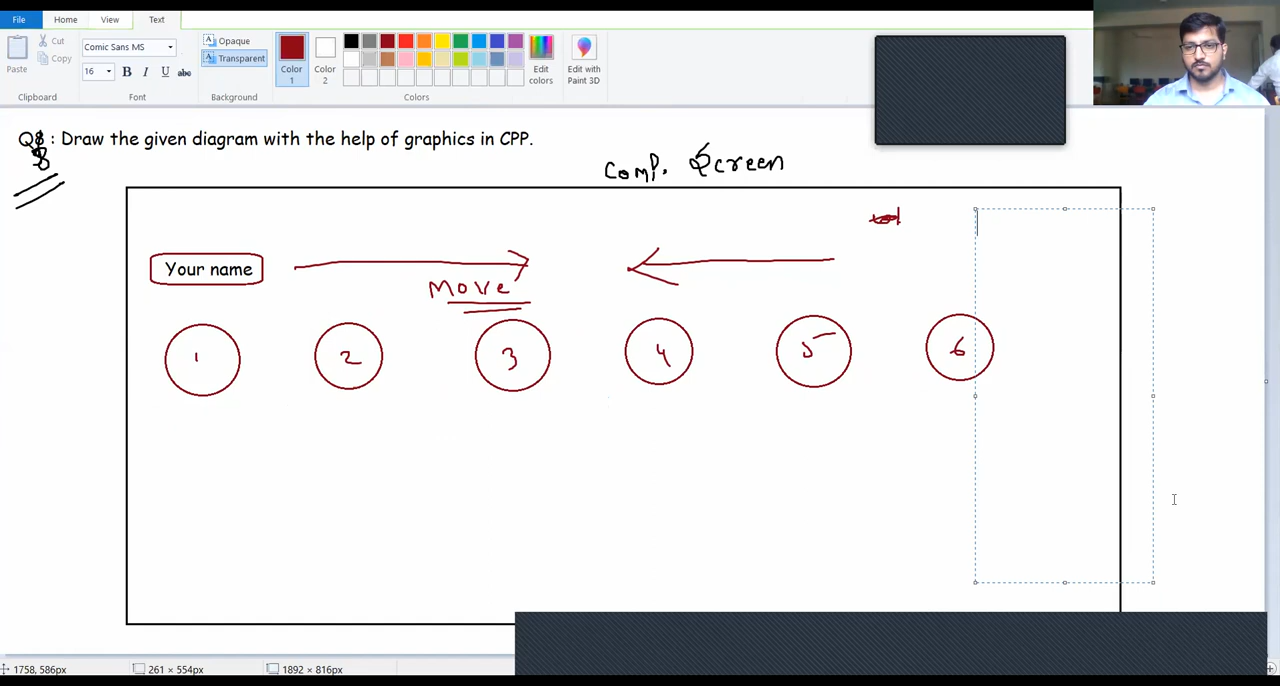 File Home View Text
Paste Cut Copy Clipboard
Comic Sans MS
16 B I U abc
Font
Opaque
Transparent
Background
Color 1
Color 2
Edit colors
Edit with Paint 3D
Colors
Q8 : Draw the given diagram with the help of graphics in CPP.
8
Comp. Screen
Your name
Move
1 2 3 4 5 6
1758, 586px 261 × 554px 1892 × 816px